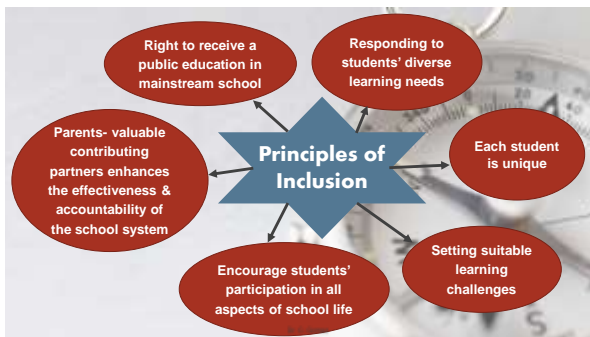 Principles of
Inclusion
Right to receive a
public education in
mainstream school
Responding to
students' diverse
learning needs
Each student
is unique
Setting suitable
learning
challenges
Encourage students'
participation in all
aspects of school life
Parents- valuable
contributing
partners enhances
the effectiveness &
accountability of
the school system